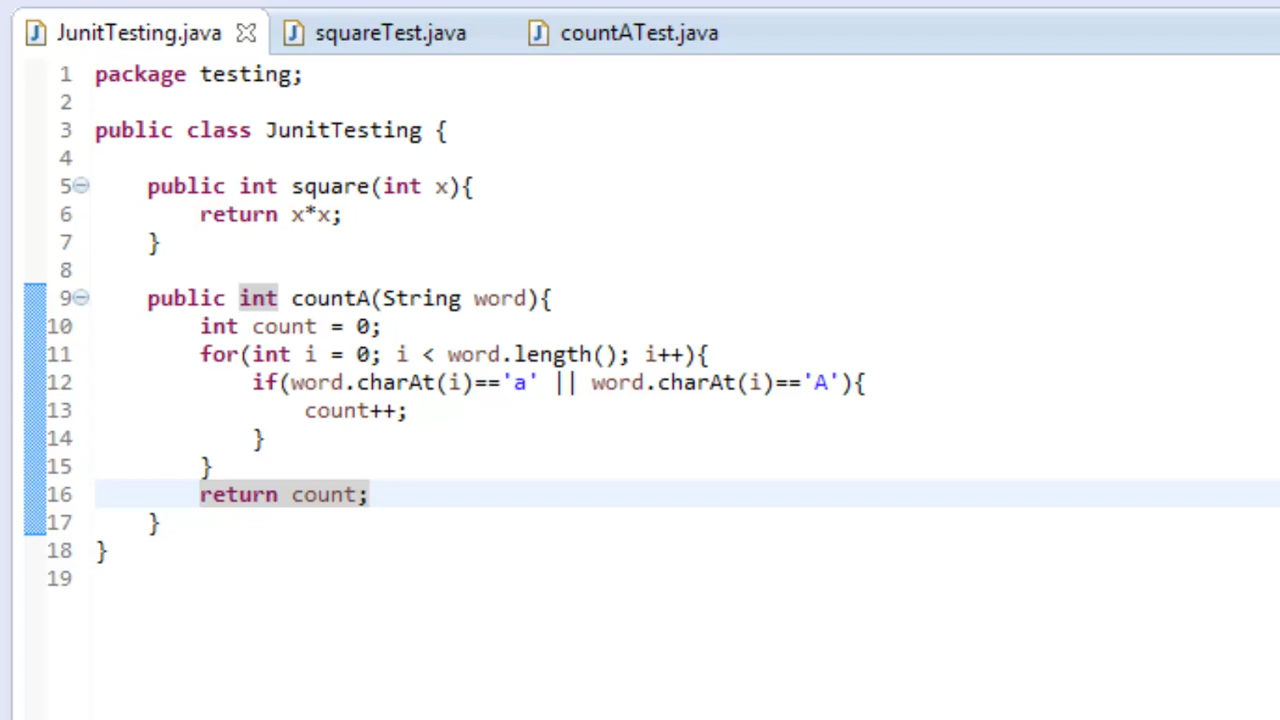 JunitTesting.java squareTest.java countATest.java
1 package testing;
2
3 public class JunitTesting {
4
5 public int square(int x){
6 return x*x;
7 }
8
9 public int countA(String word){
10 int count = 0;
11 for(int i = 0; i < word.length(); i++){
12 if(word.charAt(i)=='a' || word.charAt(i)=='A'){
13 count++;
14 }
15 }
16 return count;
17 }
18 }
19